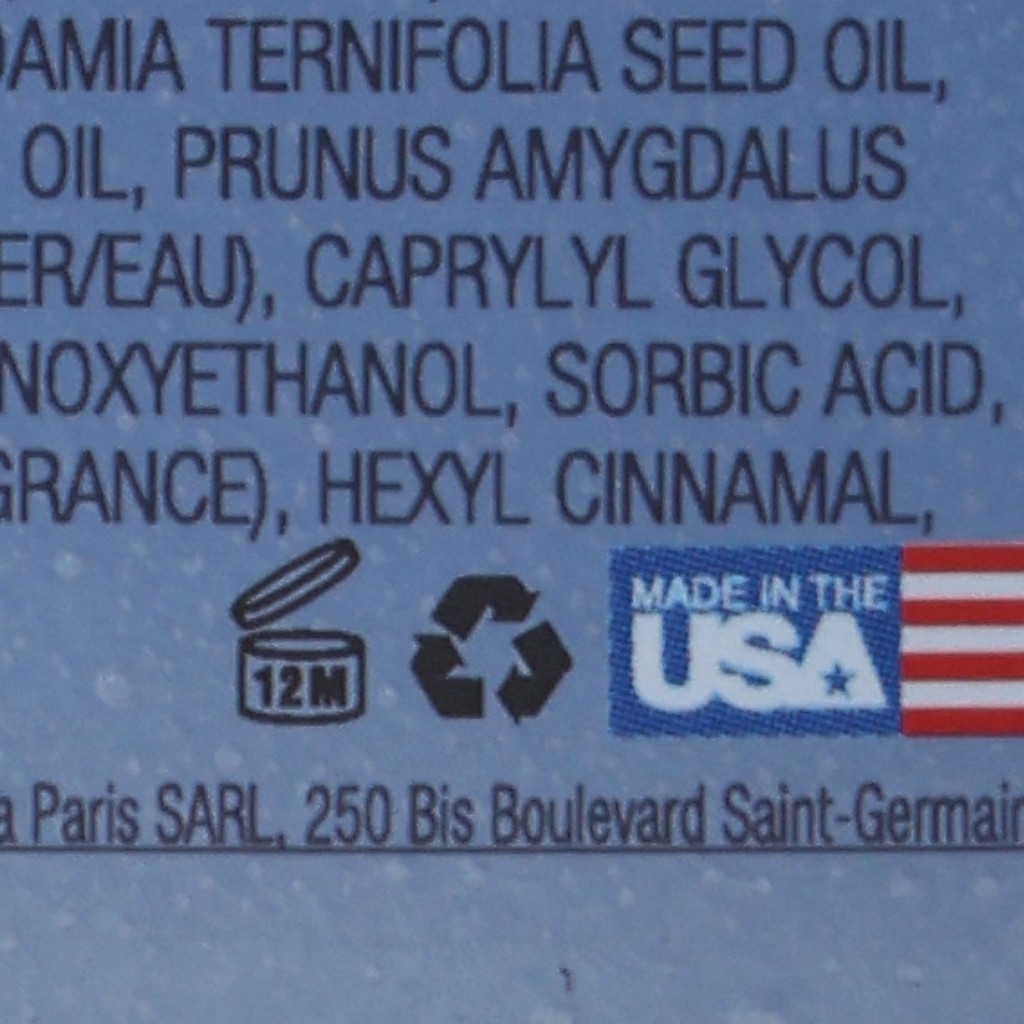 DAMIA TERNIFOLIA SEED OIL,
OIL, PRUNUS AMYGDALUS
ER/EAU), CAPRYLYL GLYCOL,
NOXYETHANOL, SORBIC ACID,
GRANCE), HEXYL CINNAMAL,
12M
MADE IN THE
USA
a Paris SARL, 250 Bis Boulevard Saint-Germain